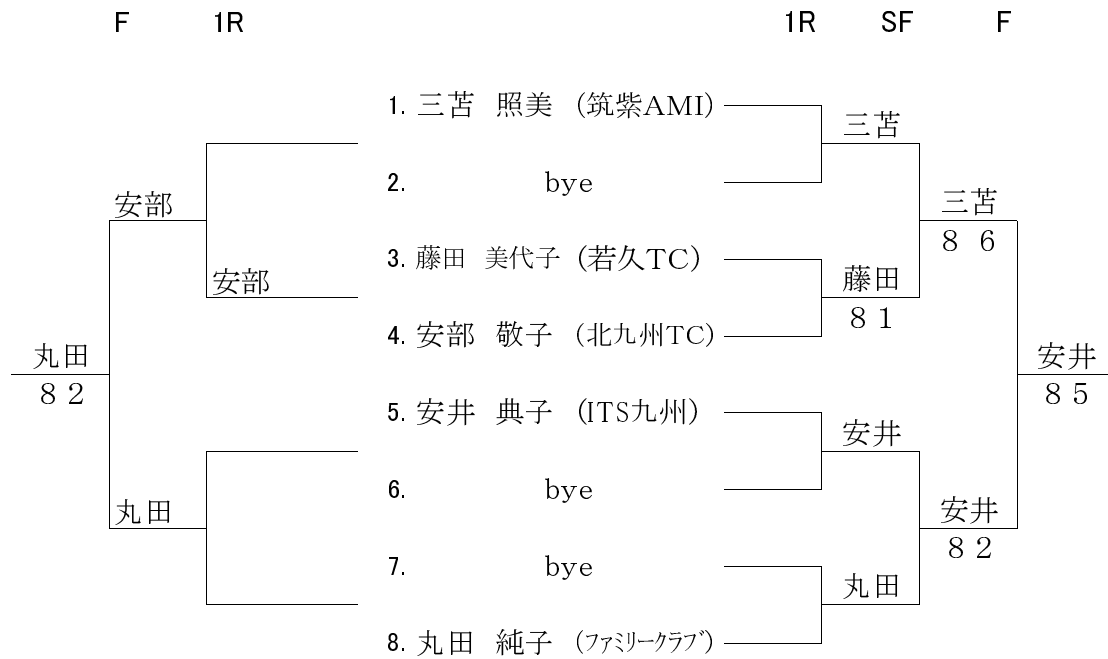 F 1R 1R SF F
1. 三苫 照美 (筑紫AMI)
三苫
2. bye
安部 三苫
8 6
3. 藤田 美代子 (若久TC)
安部 藤田
8 1
4. 安部 敬子 (北九州TC)
丸田 安井
8 2 8 5
5. 安井 典子 (ITS九州)
安井
6. bye
丸田 安井
8 2
7. bye
丸田
8. 丸田 純子 (ファミリークラブ)